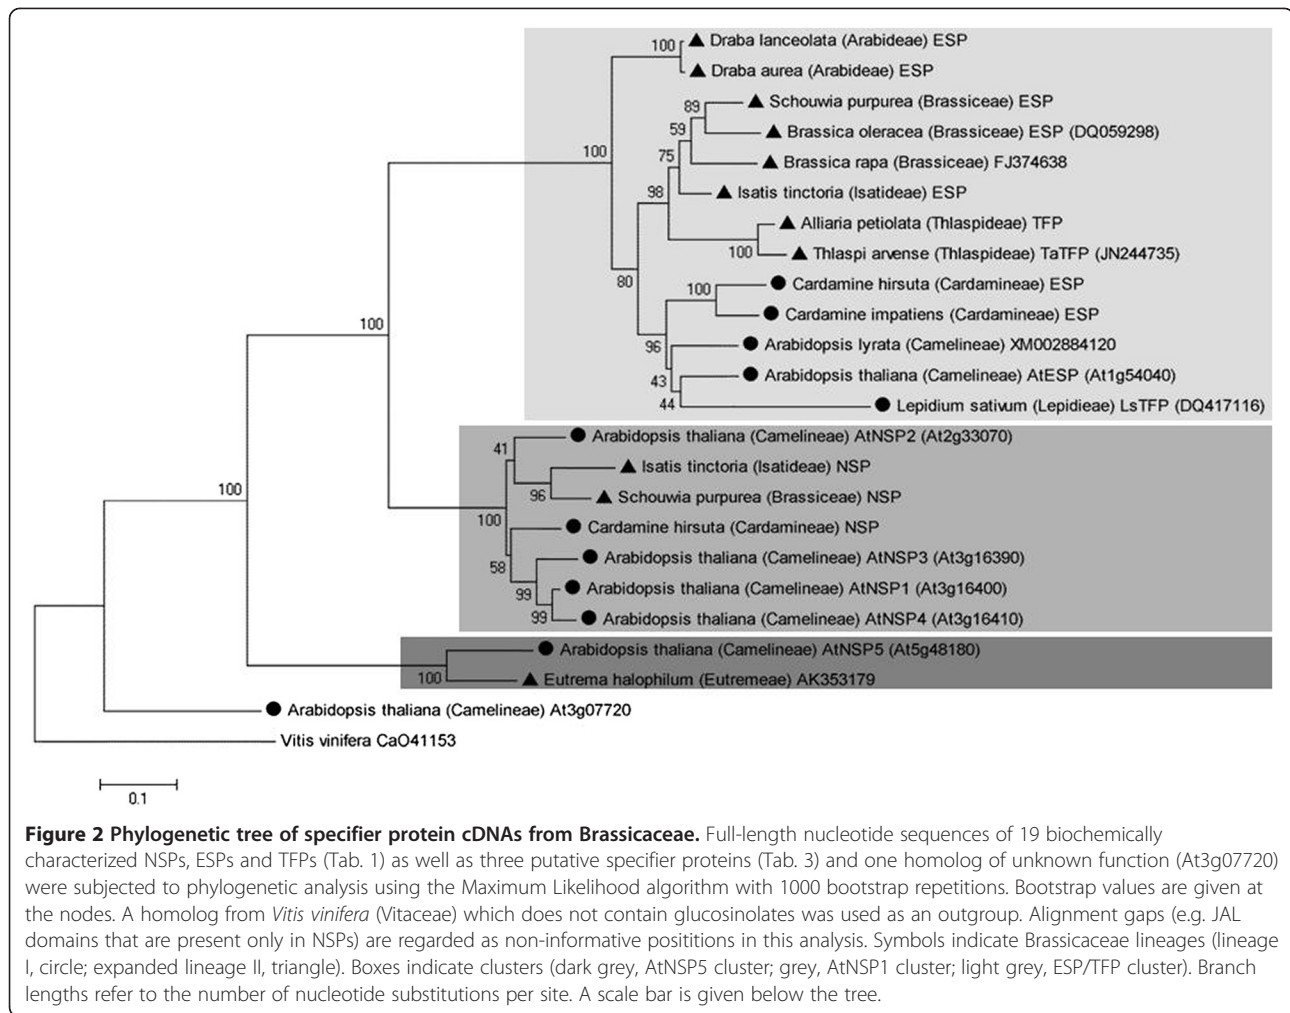 100 Draba lanceolata (Arabideae) ESP
Draba aurea (Arabideae) ESP
89 Schouwia purpurea (Brassiceae) ESP
59 Brassica oleracea (Brassiceae) ESP (DQ059298)
100 75 Brassica rapa (Brassiceae) FJ374638
98 Isatis tinctoria (Isatideae) ESP
Alliaria petiolata (Thlaspideae) TFP
100 Thlaspi arvense (Thlaspideae) TaTFP (JN244735)
80 100 Cardamine hirsuta (Cardamineae) ESP
Cardamine impatiens (Cardamineae) ESP
100 96 Arabidopsis lyrata (Camelineae) XM002884120
43 Arabidopsis thaliana (Camelineae) AtESP (At1g54040)
44 Lepidium sativum (Lepidieae) LsTFP (DQ417116)
41 Arabidopsis thaliana (Camelineae) AtNSP2 (At2g33070)
Isatis tinctoria (Isatideae) NSP
100 96 Schouwia purpurea (Brassiceae) NSP
100 Cardamine hirsuta (Cardamineae) NSP
58 Arabidopsis thaliana (Camelineae) AtNSP3 (At3g16390)
99 Arabidopsis thaliana (Camelineae) AtNSP1 (At3g16400)
99 Arabidopsis thaliana (Camelineae) AtNSP4 (At3g16410)
Arabidopsis thaliana (Camelineae) AtNSP5 (At5g48180)
100 Eutrema halophilum (Eutremeae) AK353179
Arabidopsis thaliana (Camelineae) At3g07720
Vitis vinifera CaO41153
0.1
Figure 2 Phylogenetic tree of specifier protein cDNAs from Brassicaceae. Full-length nucleotide sequences of 19 biochemically
characterized NSPs, ESPs and TFPs (Tab. 1) as well as three putative specifier proteins (Tab. 3) and one homolog of unknown function (At3g07720)
were subjected to phylogenetic analysis using the Maximum Likelihood algorithm with 1000 bootstrap repetitions. Bootstrap values are given at
the nodes. A homolog from Vitis vinifera (Vitaceae) which does not contain glucosinolates was used as an outgroup. Alignment gaps (e.g. JAL
domains that are present only in NSPs) are regarded as non-informative posititions in this analysis. Symbols indicate Brassicaceae lineages (lineage
I, circle; expanded lineage II, triangle). Boxes indicate clusters (dark grey, AtNSP5 cluster; grey, AtNSP1 cluster; light grey, ESP/TFP cluster). Branch
lengths refer to the number of nucleotide substitutions per site. A scale bar is given below the tree.